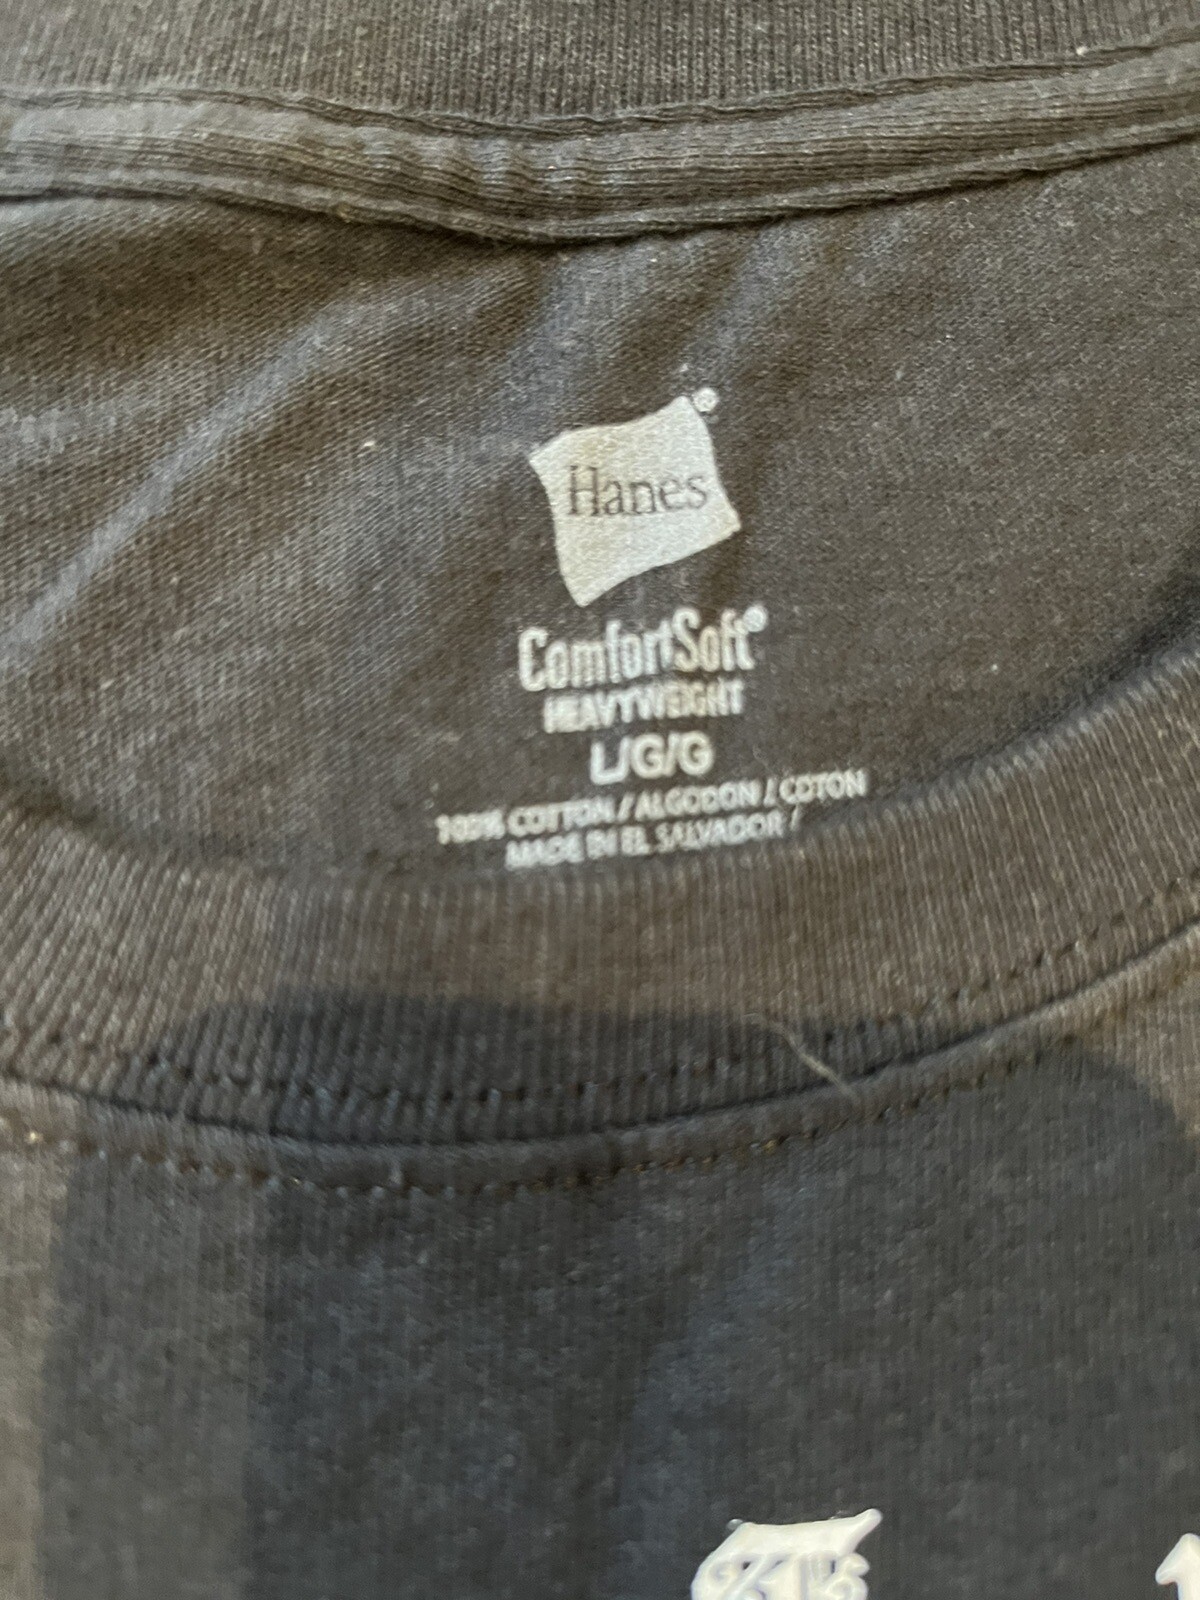 Hanes®
ComfortSoft®
HEAVYWEIGHT
L/G/G
100% COTTON / ALGODON / COTON
MADE IN EL SALVADOR /